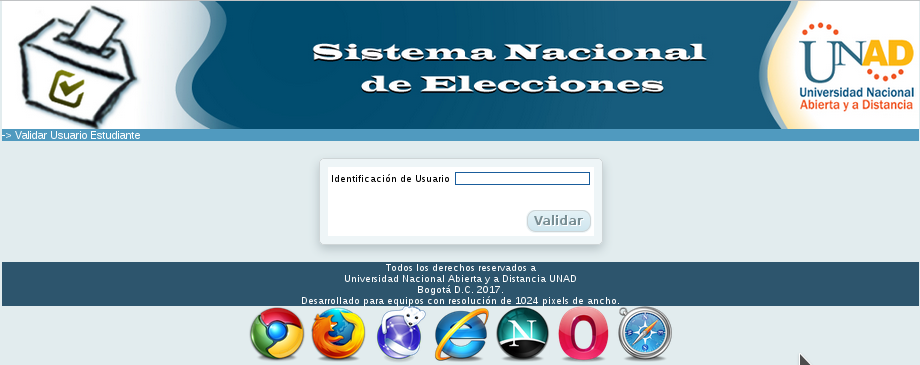 Sistema Nacional
de Elecciones
UNAD
Universidad Nacional
Abierta y a Distancia
-> Validar Usuario Estudiante
Identificación de Usuario
Validar
Todos los derechos reservados a
Universidad Nacional Abierta y a Distancia UNAD
Bogotá D.C. 2017.
Desarrollado para equipos con resolución de 1024 pixels de ancho.